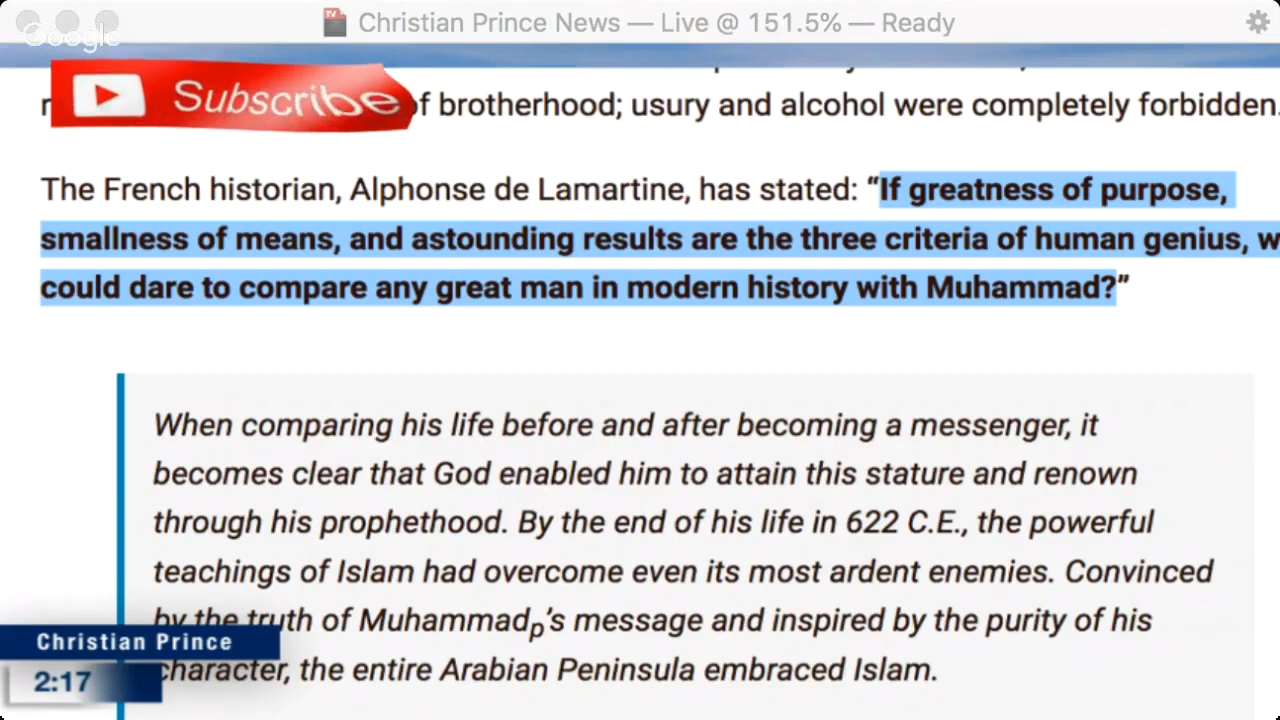 Christian Prince News — Live @ 151.5% — Ready
Google
Subscribe
of brotherhood; usury and alcohol were completely forbidden.
The French historian, Alphonse de Lamartine, has stated: “If greatness of purpose,
smallness of means, and astounding results are the three criteria of human genius,
could dare to compare any great man in modern history with Muhammad?”
When comparing his life before and after becoming a messenger, it
becomes clear that God enabled him to attain this stature and renown
through his prophethood. By the end of his life in 622 C.E., the powerful
teachings of Islam had overcome even its most ardent enemies. Convinced
by the truth of Muhammadp’s message and inspired by the purity of his
character, the entire Arabian Peninsula embraced Islam.
Christian Prince
2:17